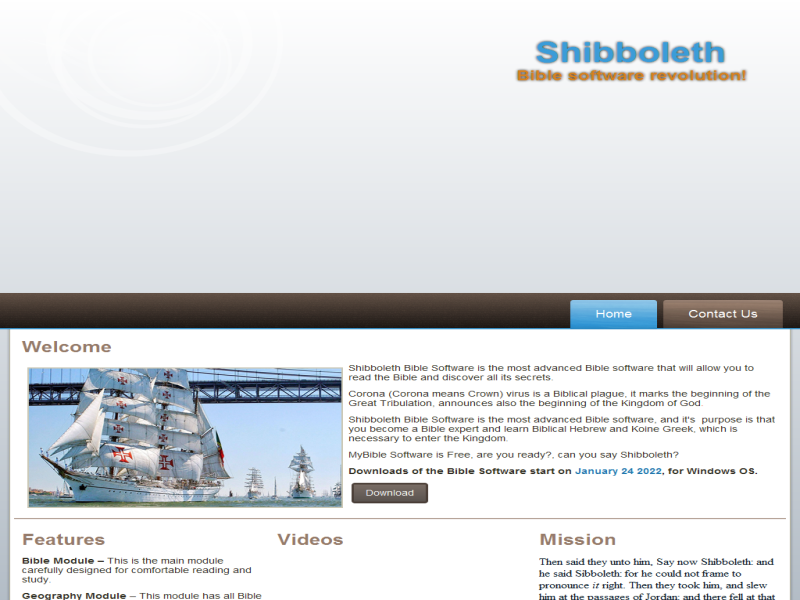 Shibboleth
Bible software revolution!
Home
Contact Us
Welcome
Shibboleth Bible Software is the most advanced Bible software that will allow you to
read the Bible and discover all its secrets.
Corona (Corona means Crown) virus is a Biblical plague, it marks the beginning of the
Great Tribulation, announces also the beginning of the Kingdom of God.
Shibboleth Bible Software is the most advanced Bible software, and it's  purpose is that
you become a Bible expert and learn Biblical Hebrew and Koine Greek, which is
necessary to enter the Kingdom.
MyBible Software is Free, are you ready?, can you say Shibboleth?
Downloads of the Bible Software start on January 24 2022, for Windows OS.
Download
Features
Bible Module – This is the main module
carefully designed for comfortable reading and
study.
Geography Module – This module has all Bible
Videos
Mission
Then said they unto him, Say now Shibboleth: and
he said Sibboleth: for he could not frame to
pronounce it right. Then they took him, and slew
him at the passages of Jordan: and there fell at that